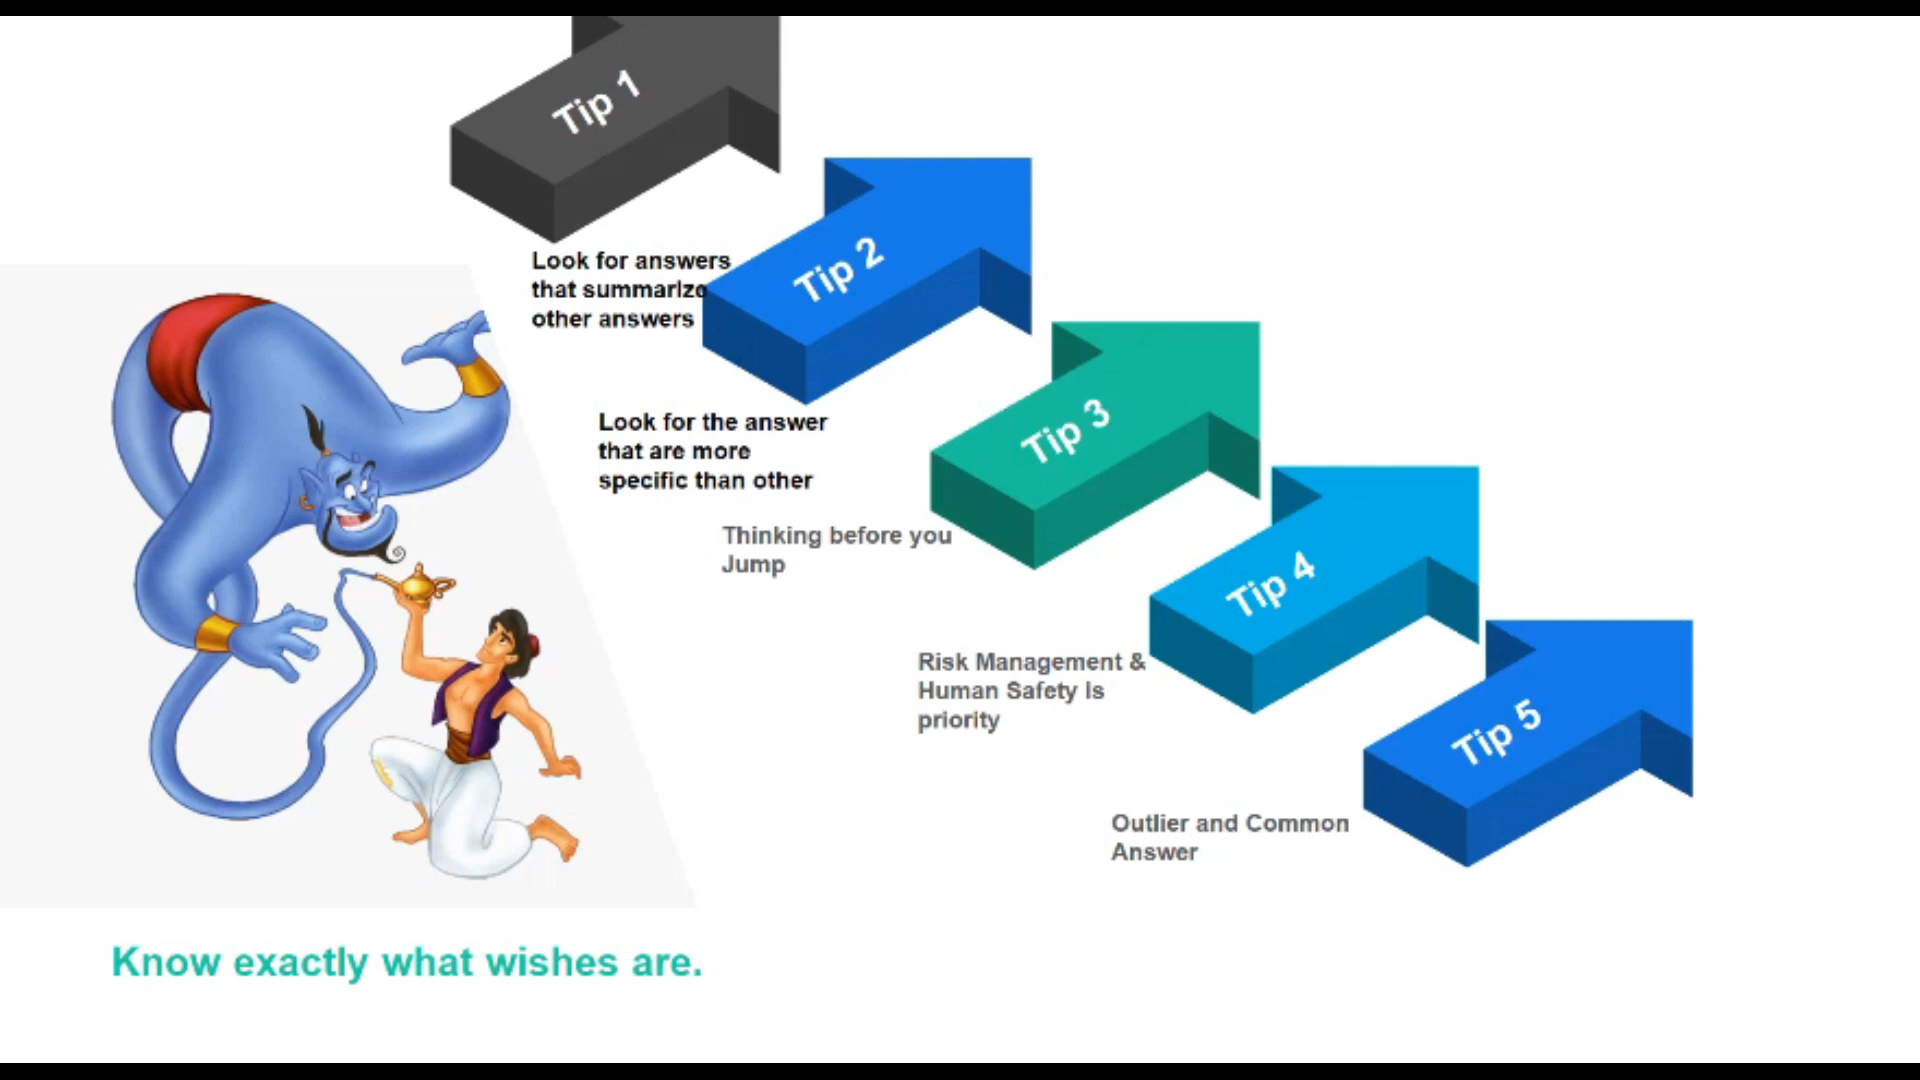 Tip 1
Look for answers
that summarize
other answers
Tip 2
Look for the answer
that are more
specific than other
Tip 3
Thinking before you
Jump
Tip 4
Risk Management &
Human Safety Is
priority
Tip 5
Outlier and Common
Answer
Know exactly what wishes are.